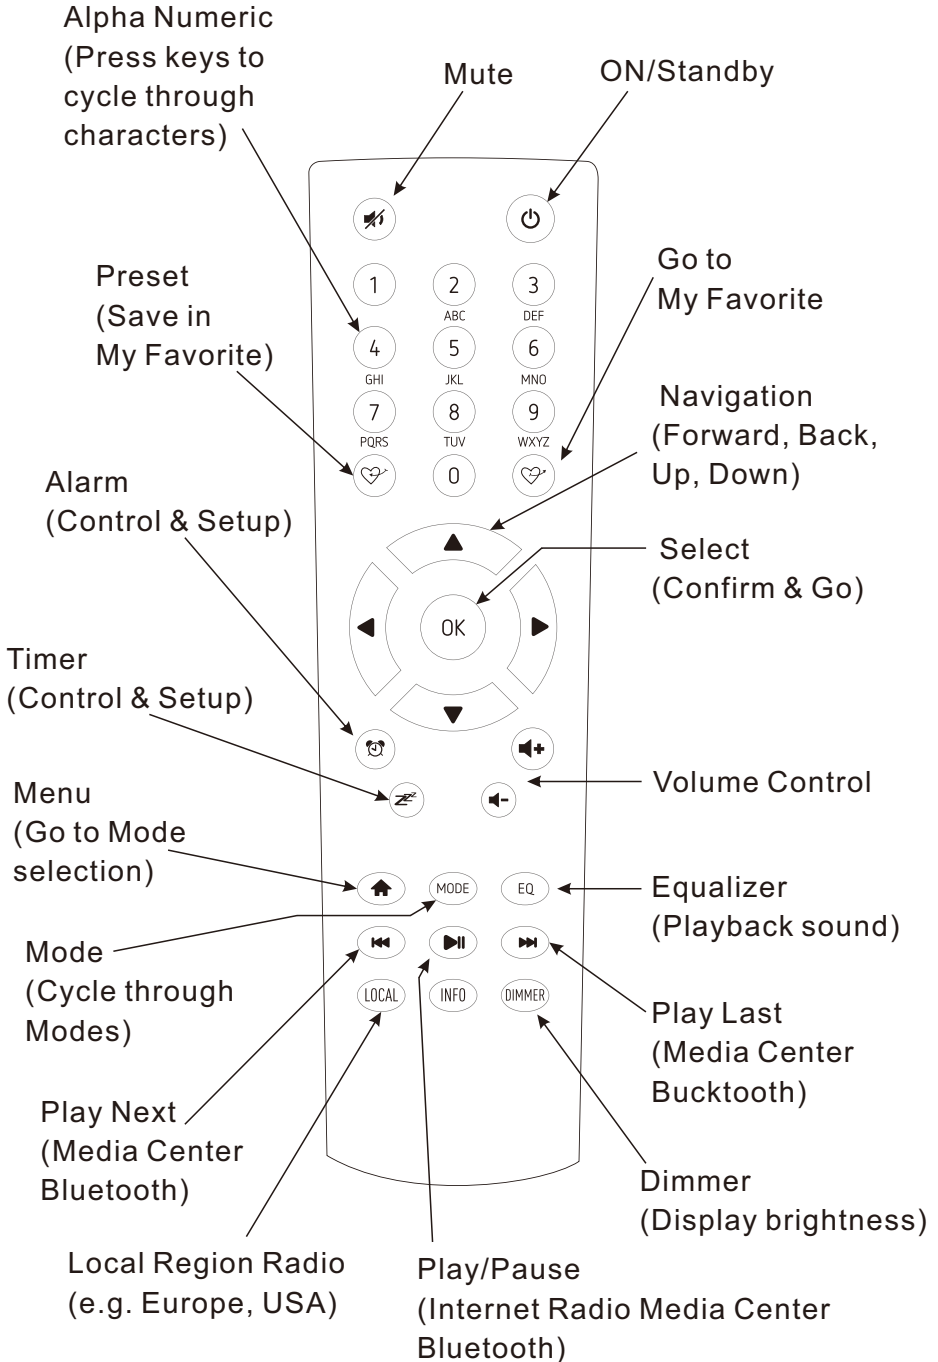 Alpha Numeric
(Press keys to
cycle through
characters)
Mute
ON/Standby
Preset
(Save in
My Favorite)
Go to
My Favorite
1 2 3
ABC DEF
4 5 6
GHI JKL MNO
7 8 9
PQRS TUV WXYZ
0
Navigation
(Forward, Back,
Up, Down)
Alarm
(Control & Setup)
Select
(Confirm & Go)
OK
Timer
(Control & Setup)
Volume Control
Menu
(Go to Mode
selection)
MODE EQ
Equalizer
(Playback sound)
Mode
(Cycle through
Modes)
LOCAL INFO DIMMER
Play Last
(Media Center
Bucktooth)
Play Next
(Media Center
Bluetooth)
Dimmer
(Display brightness)
Local Region Radio
(e.g. Europe, USA)
Play/Pause
(Internet Radio Media Center
Bluetooth)